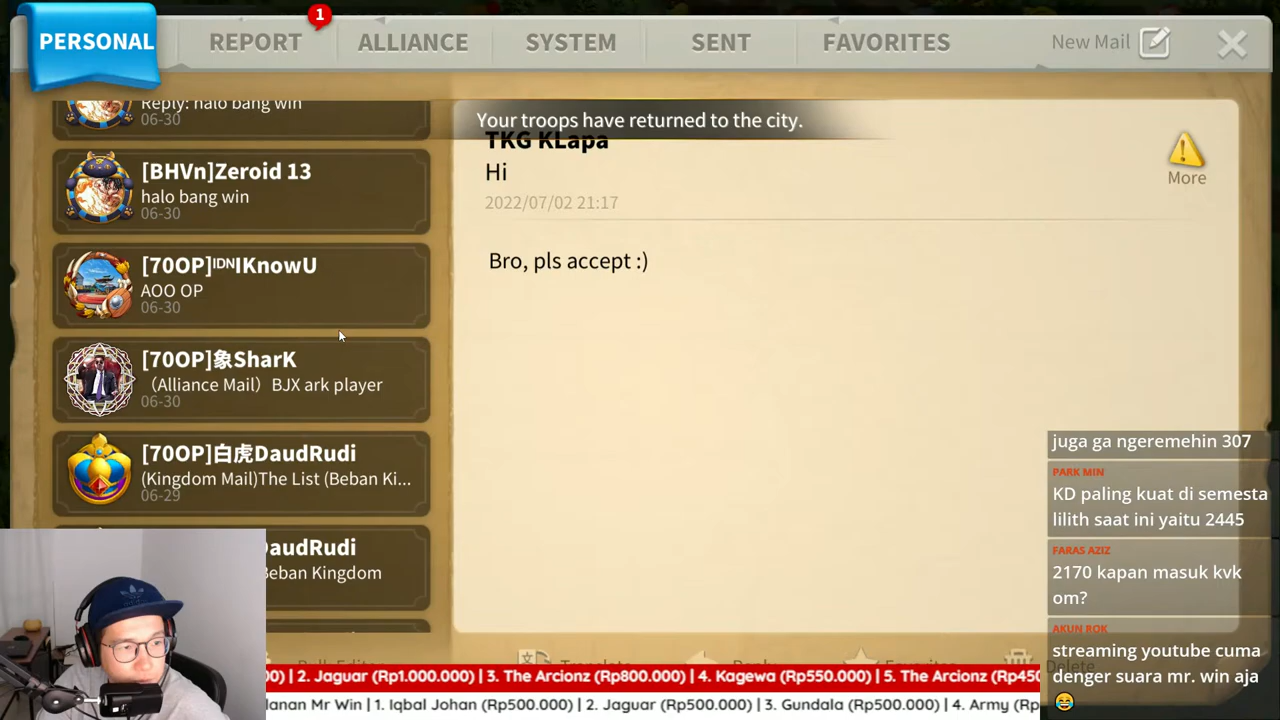 PERSONAL
REPORT
1
ALLIANCE
SYSTEM
SENT
FAVORITES
New Mail
Reply: halo bang win
06-30
[BHVn]Zeroid 13
halo bang win
06-30
[70OP]ᴵᴰᴺIKnowU
AOO OP
06-30
[70OP]象SharK
（Alliance Mail）BJX ark player
06-30
[70OP]白虎DaudRudi
(Kingdom Mail)The List (Beban Ki...
06-29
DaudRudi
Beban Kingdom
Your troops have returned to the city.
TKG KLapa
Hi
2022/07/02 21:17
More
Bro, pls accept :)
Translate
Reply
Favorites
Delete
juga ga ngeremehin 307
PARK MIN
KD paling kuat di semesta
lilith saat ini yaitu 2445
FARAS AZIZ
2170 kapan masuk kvk
om?
AKUN ROK
streaming youtube cuma
denger suara mr. win aja
😂
00) | 2. Jaguar (Rp1.000.000) | 3. The Arcionz (Rp800.000) | 4. Kagewa (Rp550.000) | 5. The Arcionz (Rp450
Hanan Mr Win | 1. Iqbal Johan (Rp500.000) | 2. Jaguar (Rp500.000) | 3. Gundala (Rp500.000) | 4. Army (Rp